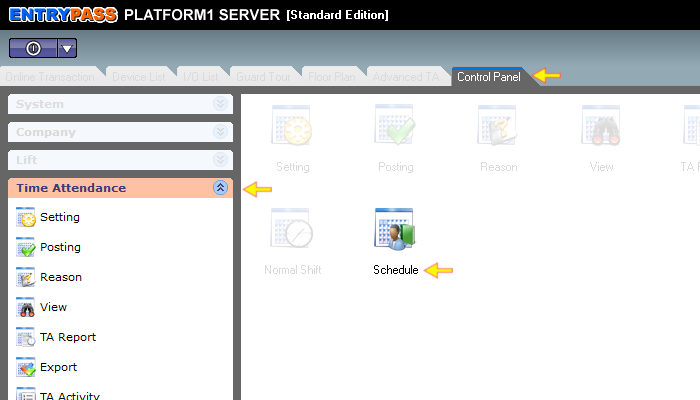 ENTRYPASS PLATFORM1 SERVER [Standard Edition]
Online Transaction Device List I/O List Guard Tour Floor Plan Advanced TA Control Panel
System
Company
Lift
Time Attendance
Setting
Posting
Reason
View
TA Report
Export
TA Activity
Setting Posting Reason View
Normal Shift Schedule